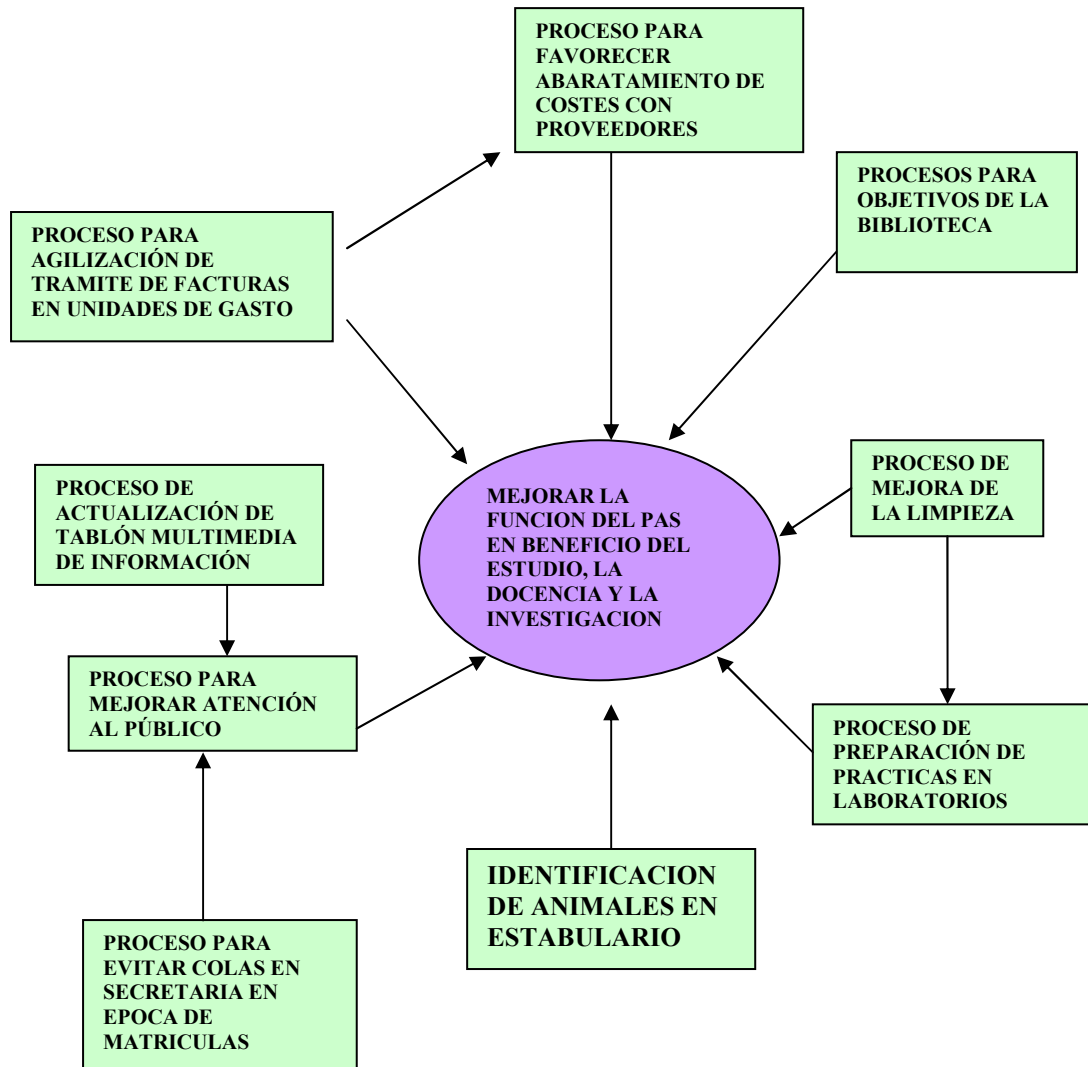 PROCESO PARA
FAVORECER
ABARATAMIENTO DE
COSTES CON
PROVEEDORES
PROCESOS PARA
OBJETIVOS DE LA
BIBLIOTECA
PROCESO PARA
AGILIZACIÓN DE
TRAMITE DE FACTURAS
EN UNIDADES DE GASTO
MEJORAR LA
FUNCION DEL PAS
EN BENEFICIO DEL
ESTUDIO, LA
DOCENCIA Y LA
INVESTIGACION
PROCESO DE
MEJORA DE
LA LIMPIEZA
PROCESO DE
ACTUALIZACIÓN DE
TABLÓN MULTIMEDIA
DE INFORMACIÓN
PROCESO PARA
MEJORAR ATENCIÓN
AL PÚBLICO
PROCESO DE
PREPARACIÓN DE
PRACTICAS EN
LABORATORIOS
IDENTIFICACION
DE ANIMALES EN
ESTABULARIO
PROCESO PARA
EVITAR COLAS EN
SECRETARIA EN
EPOCA DE
MATRICULAS